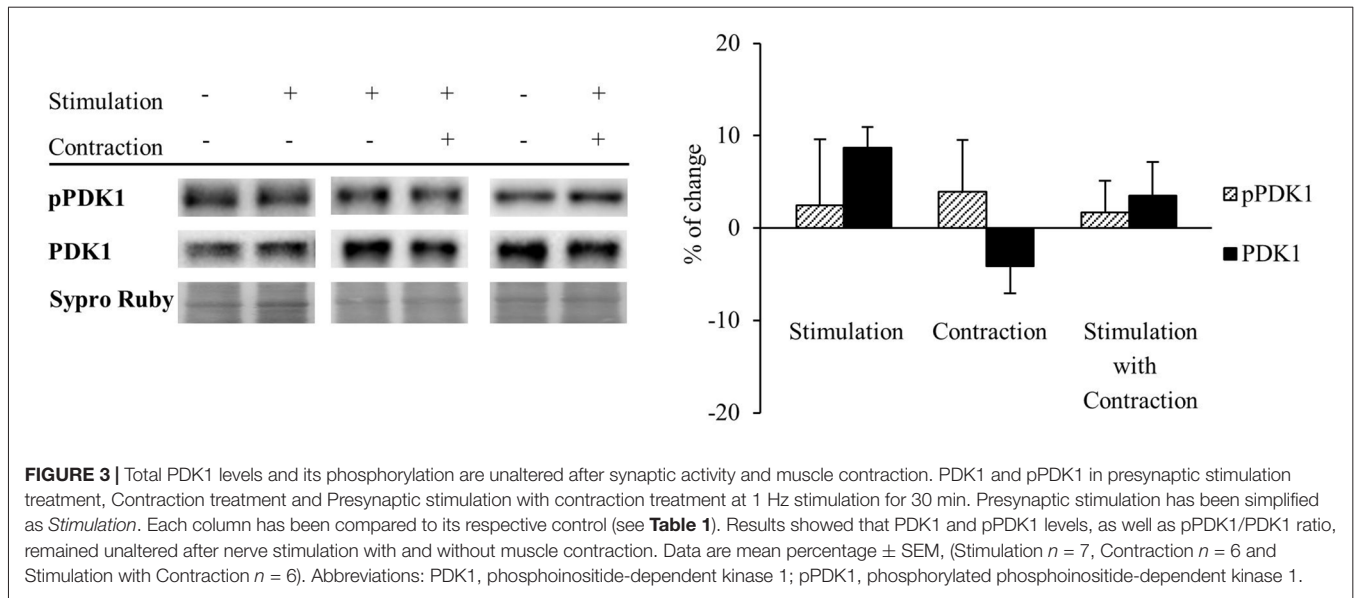 Stimulation - + + + - +
Contraction - - - + - +
pPDK1
PDK1
Sypro Ruby
% of change
20
10
0
-10
-20
Stimulation
Contraction
Stimulation
with
Contraction
pPDK1
PDK1
FIGURE 3 | Total PDK1 levels and its phosphorylation are unaltered after synaptic activity and muscle contraction. PDK1 and pPDK1 in presynaptic stimulation
treatment, Contraction treatment and Presynaptic stimulation with contraction treatment at 1 Hz stimulation for 30 min. Presynaptic stimulation has been simplified
as Stimulation. Each column has been compared to its respective control (see Table 1). Results showed that PDK1 and pPDK1 levels, as well as pPDK1/PDK1 ratio,
remained unaltered after nerve stimulation with and without muscle contraction. Data are mean percentage ± SEM, (Stimulation n = 7, Contraction n = 6 and
Stimulation with Contraction n = 6). Abbreviations: PDK1, phosphoinositide-dependent kinase 1; pPDK1, phosphorylated phosphoinositide-dependent kinase 1.